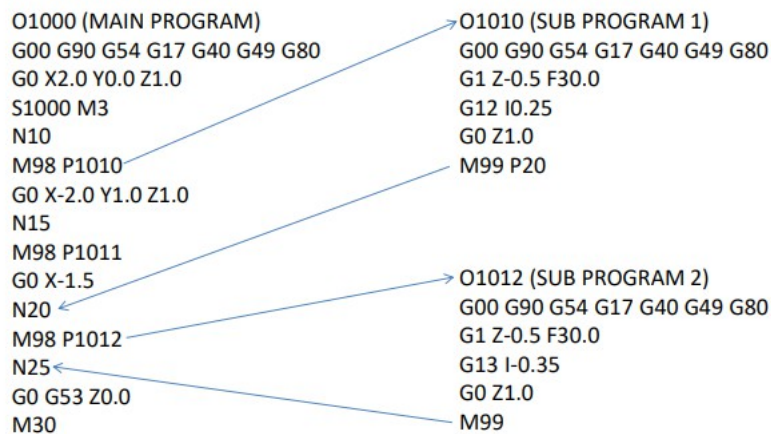 O1000 (MAIN PROGRAM)
G00 G90 G54 G17 G40 G49 G80
G0 X2.0 Y0.0 Z1.0
S1000 M3
N10
M98 P1010
G0 X-2.0 Y1.0 Z1.0
N15
M98 P1011
G0 X-1.5
N20
M98 P1012
N25
G0 G53 Z0.0
M30
O1010 (SUB PROGRAM 1)
G00 G90 G54 G17 G40 G49 G80
G1 Z-0.5 F30.0
G12 I0.25
G0 Z1.0
M99 P20
O1012 (SUB PROGRAM 2)
G00 G90 G54 G17 G40 G49 G80
G1 Z-0.5 F30.0
G13 I-0.35
G0 Z1.0
M99